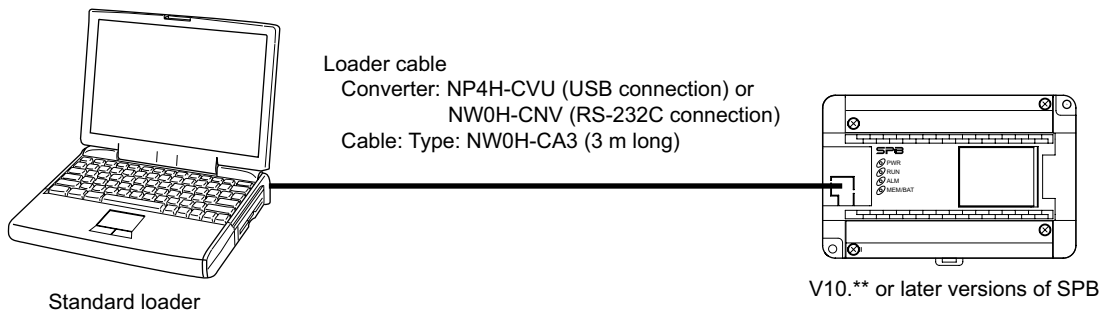 Loader cable
Converter: NP4H-CVU (USB connection) or
NW0H-CNV (RS-232C connection)
Cable: Type: NW0H-CA3 (3 m long)
SPB
PWR
RUN
ALM
MEM/BAT
Standard loader
V10.** or later versions of SPB